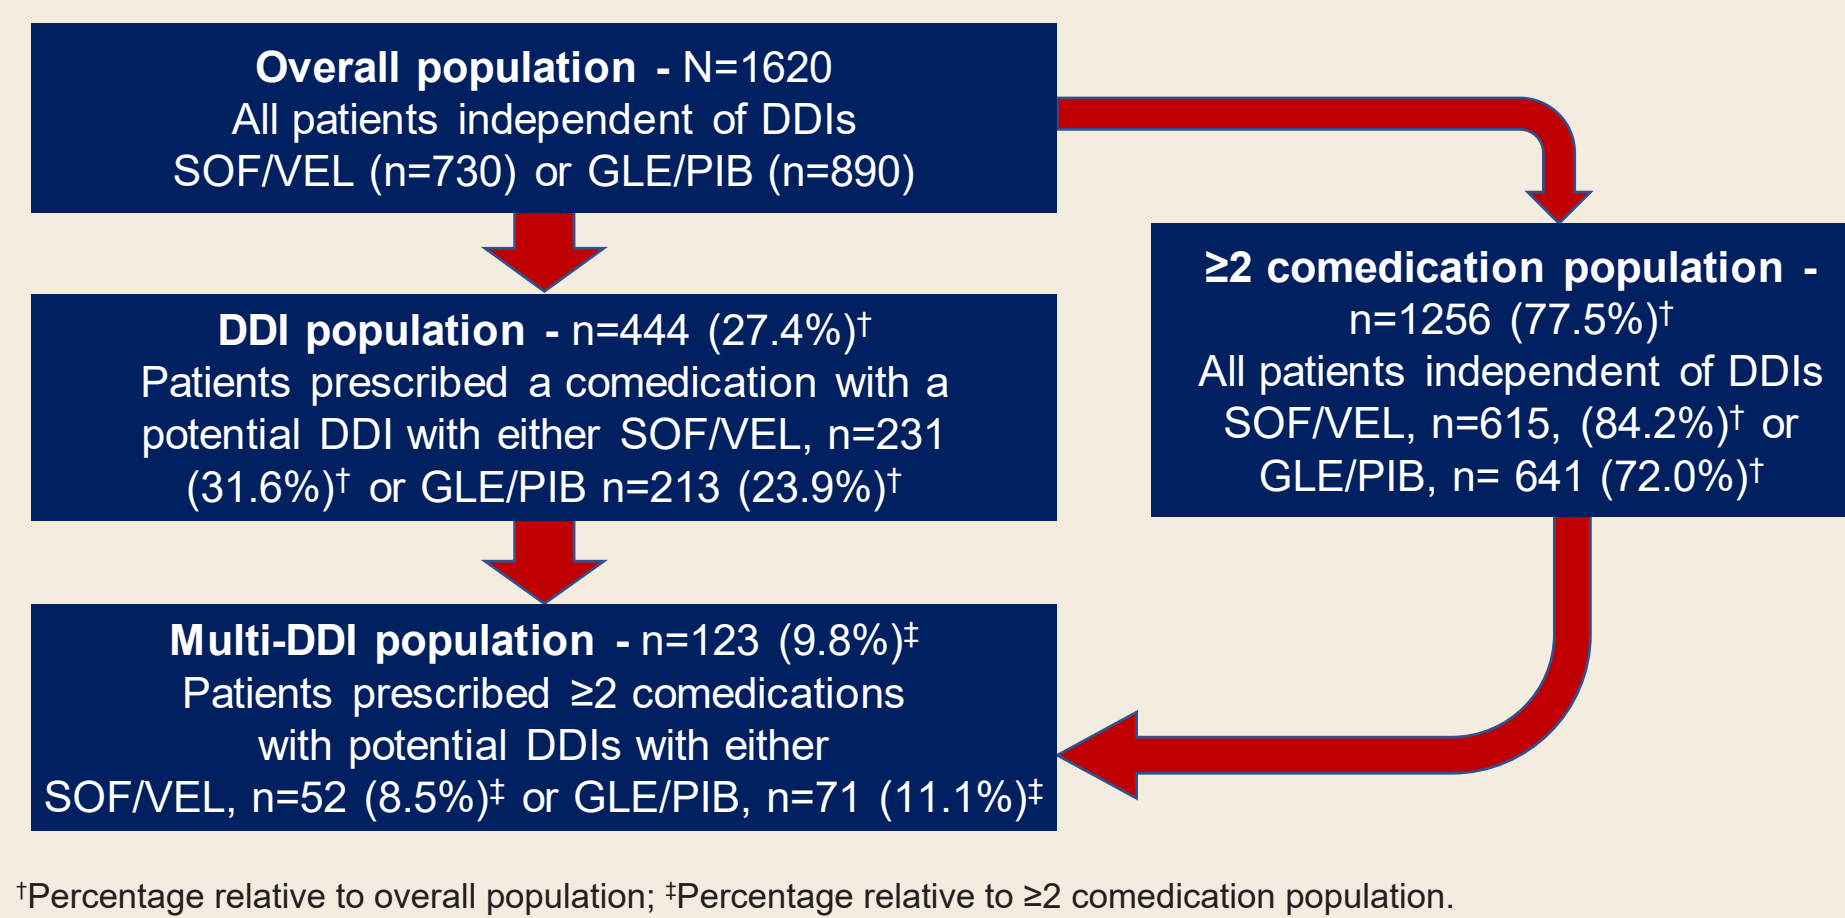 Overall population - N=1620
All patients independent of DDIs
SOF/VEL (n=730) or GLE/PIB (n=890)
≥2 comedication population -
n=1256 (77.5%)†
All patients independent of DDIs
SOF/VEL, n=615, (84.2%)† or
GLE/PIB, n= 641 (72.0%)†
DDI population - n=444 (27.4%)†
Patients prescribed a comedication with a
potential DDI with either SOF/VEL, n=231
(31.6%)† or GLE/PIB n=213 (23.9%)†
Multi-DDI population - n=123 (9.8%)‡
Patients prescribed ≥2 comedications
with potential DDIs with either
SOF/VEL, n=52 (8.5%)‡ or GLE/PIB, n=71 (11.1%)‡
†Percentage relative to overall population; ‡Percentage relative to ≥2 comedication population.